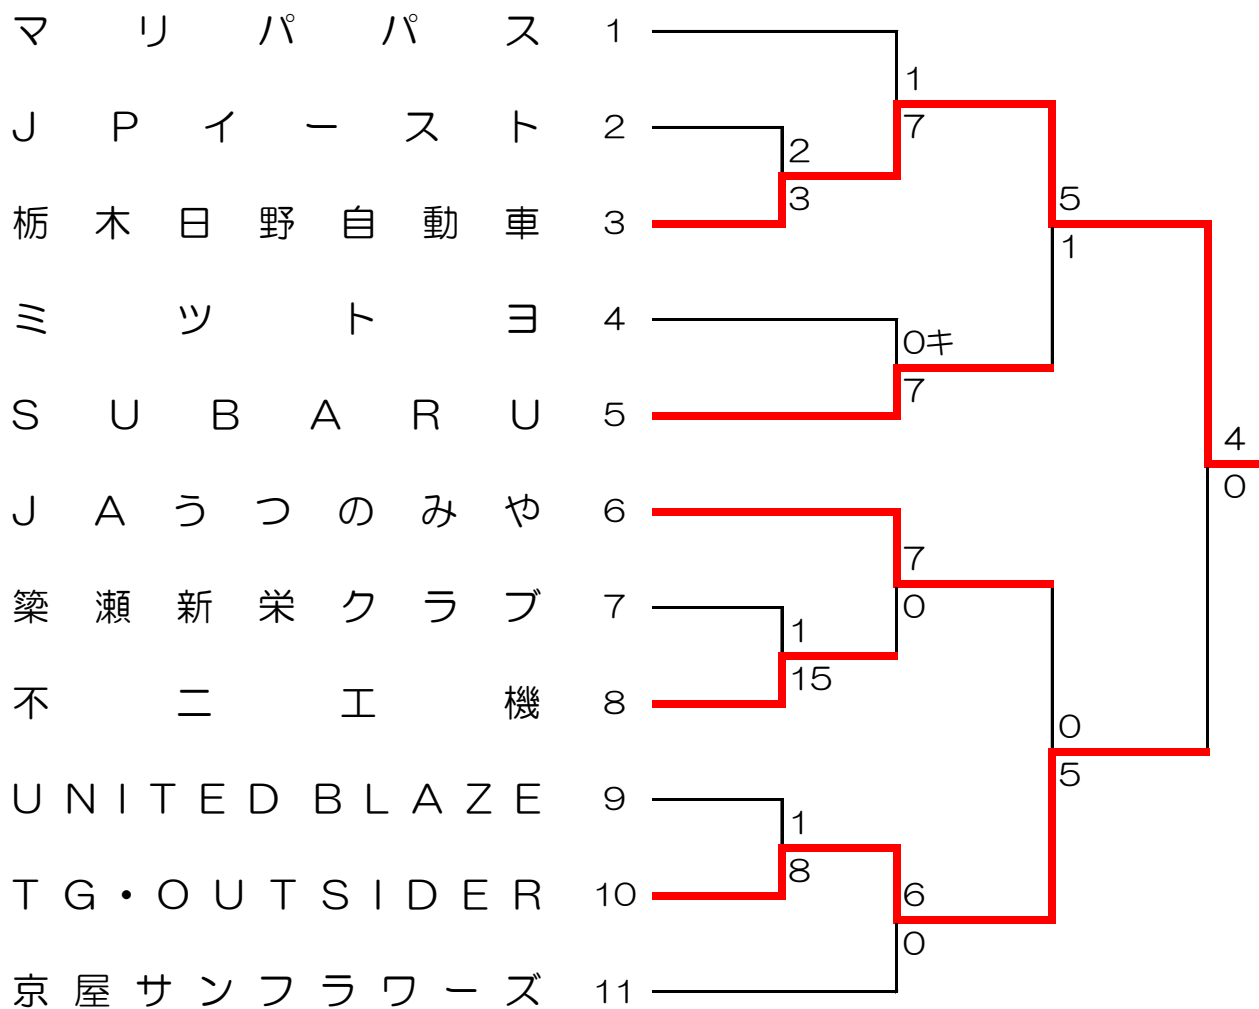 マリパパス 1
1
JPイースト 2
7
2
栃木日野自動車 3
3
5
1
ミツトヨ 4
0キ
SUBARU 5
7
4
0
JAうつのみや 6
7
築瀬新栄クラブ 7
0
1
不二工機 8
15
0
5
UNITED BLAZE 9
1
TG・OUTSIDER 10
8
6
0
京屋サンフラワーズ 11